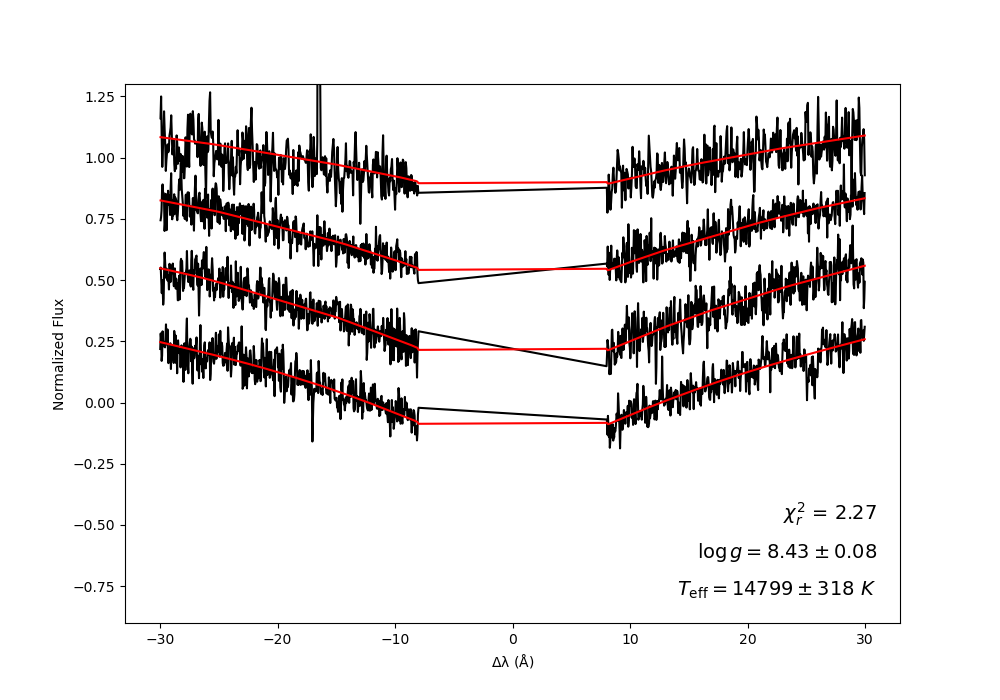 1.25
1.00
0.75
0.50
0.25
0.00
−0.25
−0.50
−0.75
Normalized Flux
χ²ᵣ = 2.27
log g = 8.43 ± 0.08
T_eff = 14799 ± 318 K
−30 −20 −10 0 10 20 30
Δλ (Å)